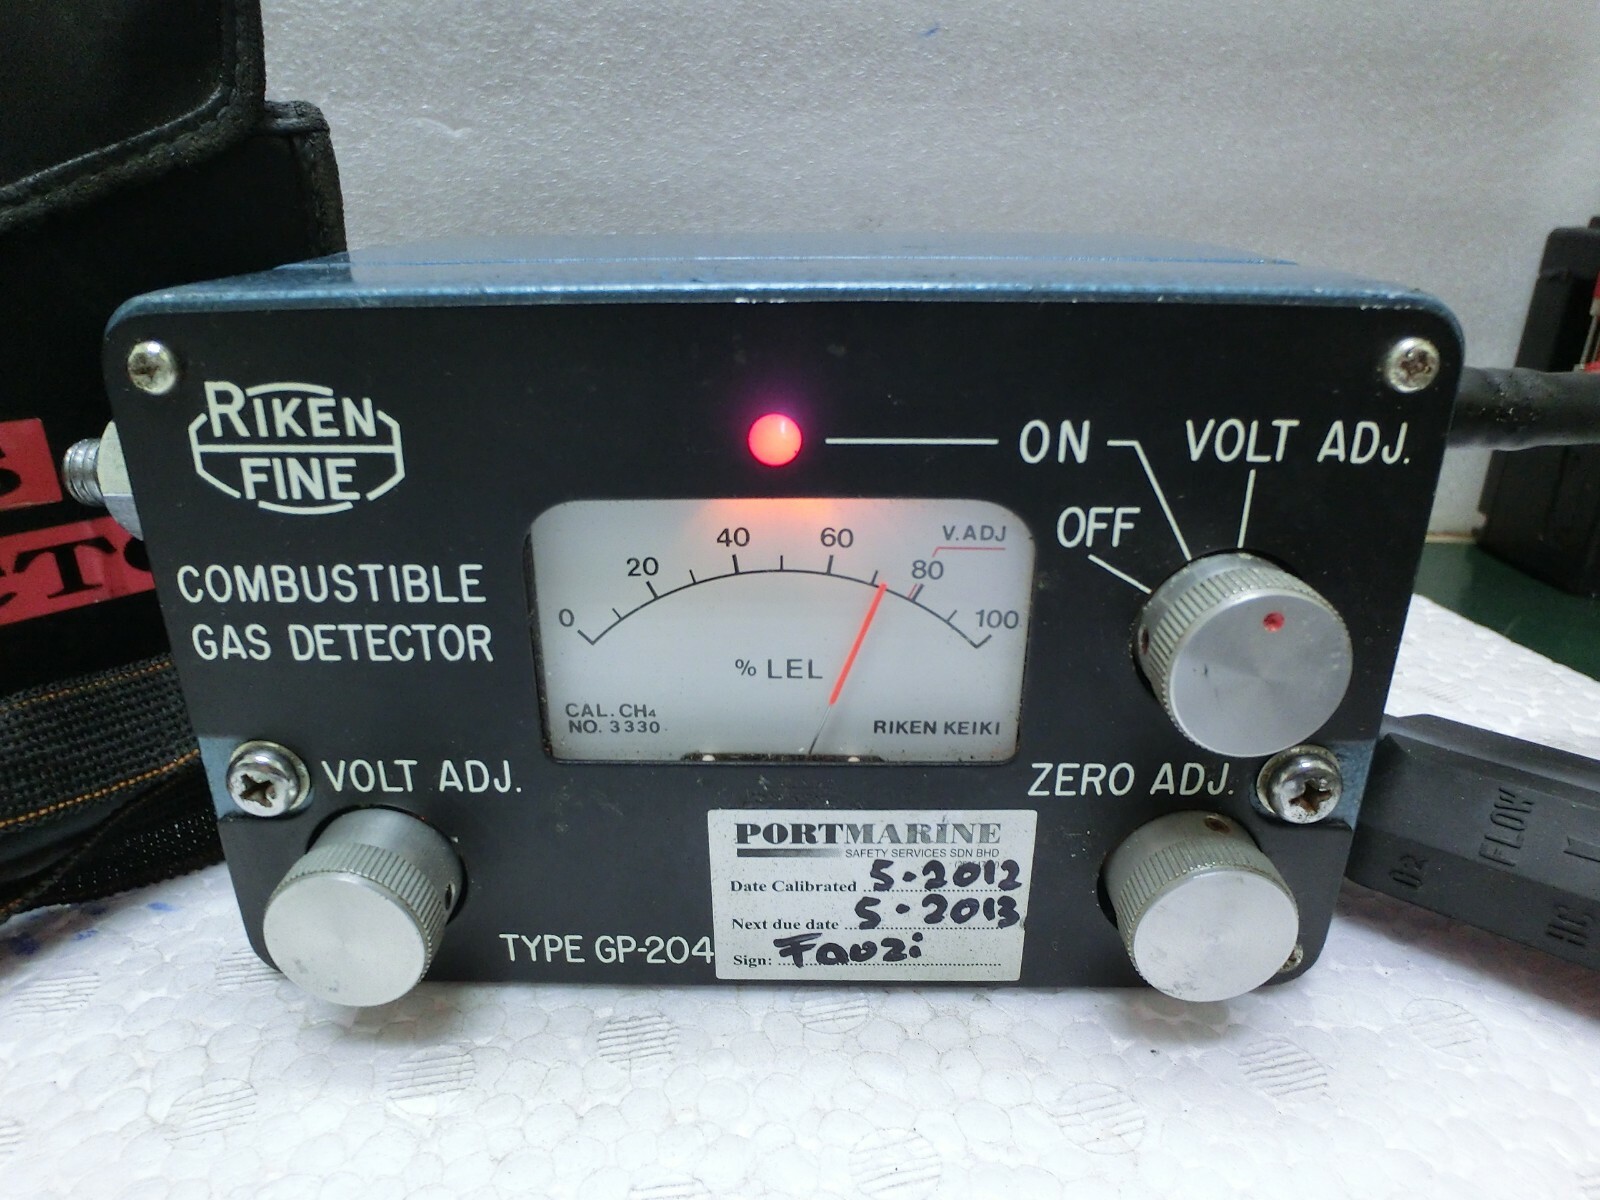 RIKEN
FINE
COMBUSTIBLE
GAS DETECTOR
ON
VOLT ADJ.
OFF
0 20 40 60 80 100
V.ADJ
% LEL
CAL. CH₄
NO. 3330
RIKEN KEIKI
VOLT ADJ.
ZERO ADJ.
TYPE GP-204
PORTMARINE
SAFETY SERVICES SDN BHD
Date Calibrated 5.2012
Next due date 5.2013
Sign: Fauzi
O2
FLOW